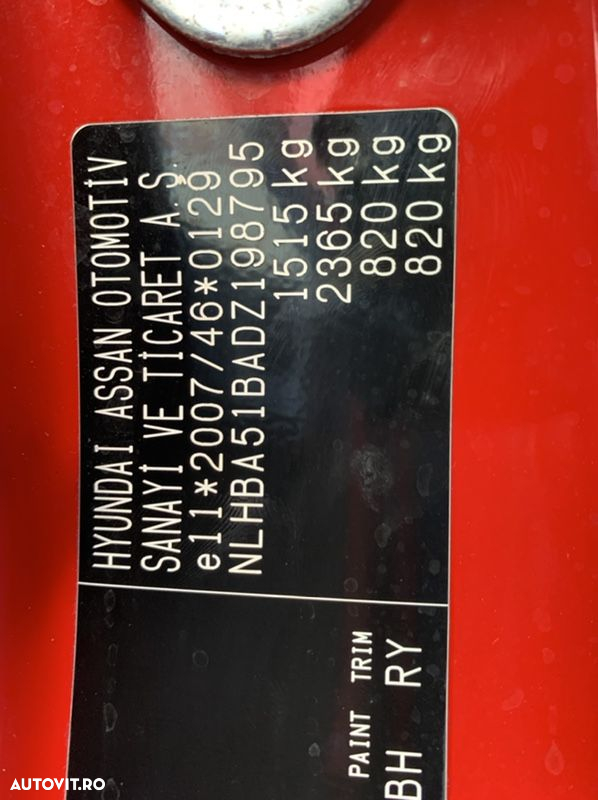 HYUNDAI ASSAN OTOMOTİV
SANAYİ VE TİCARET A.Ş.
e11*2007/46*0129
NLHBA51BADZ198795
1515 kg
2365 kg
820 kg
820 kg
PAINT TRIM
BH RY
AUTOVIT.RO